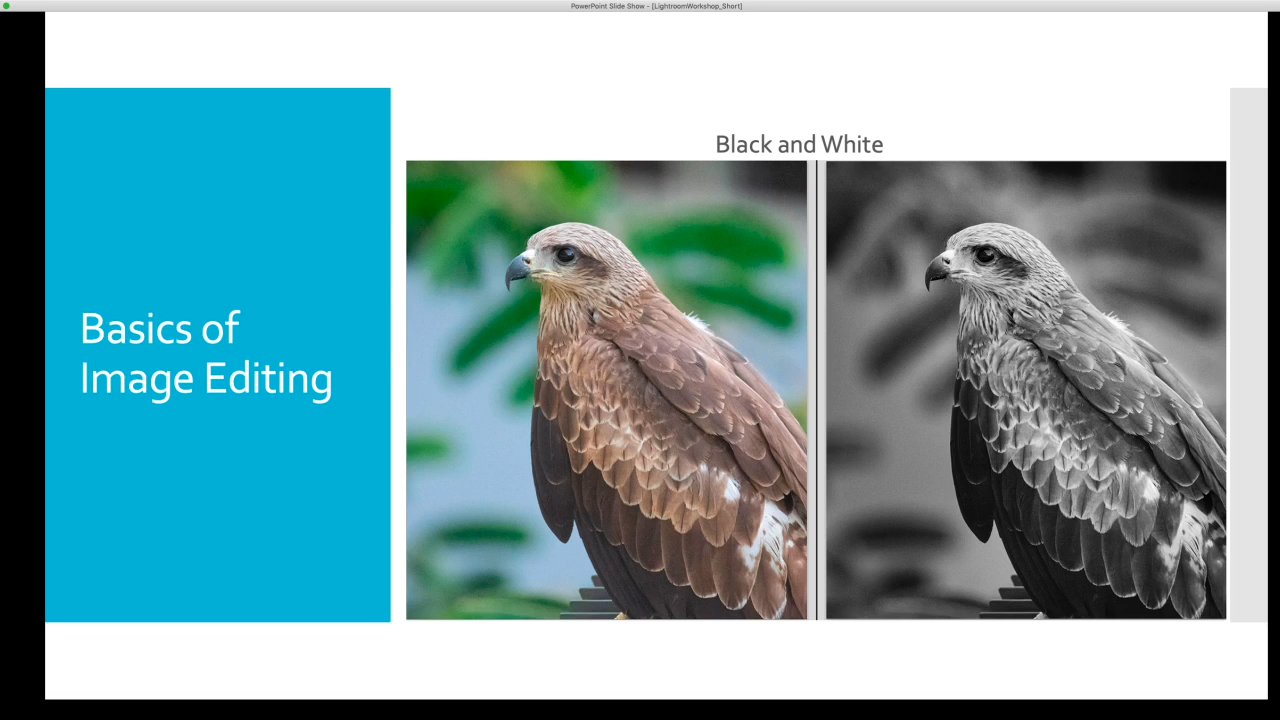 PowerPoint Slide Show - [LightroomWorkshop_Short]
Black and White
Basics of
Image Editing